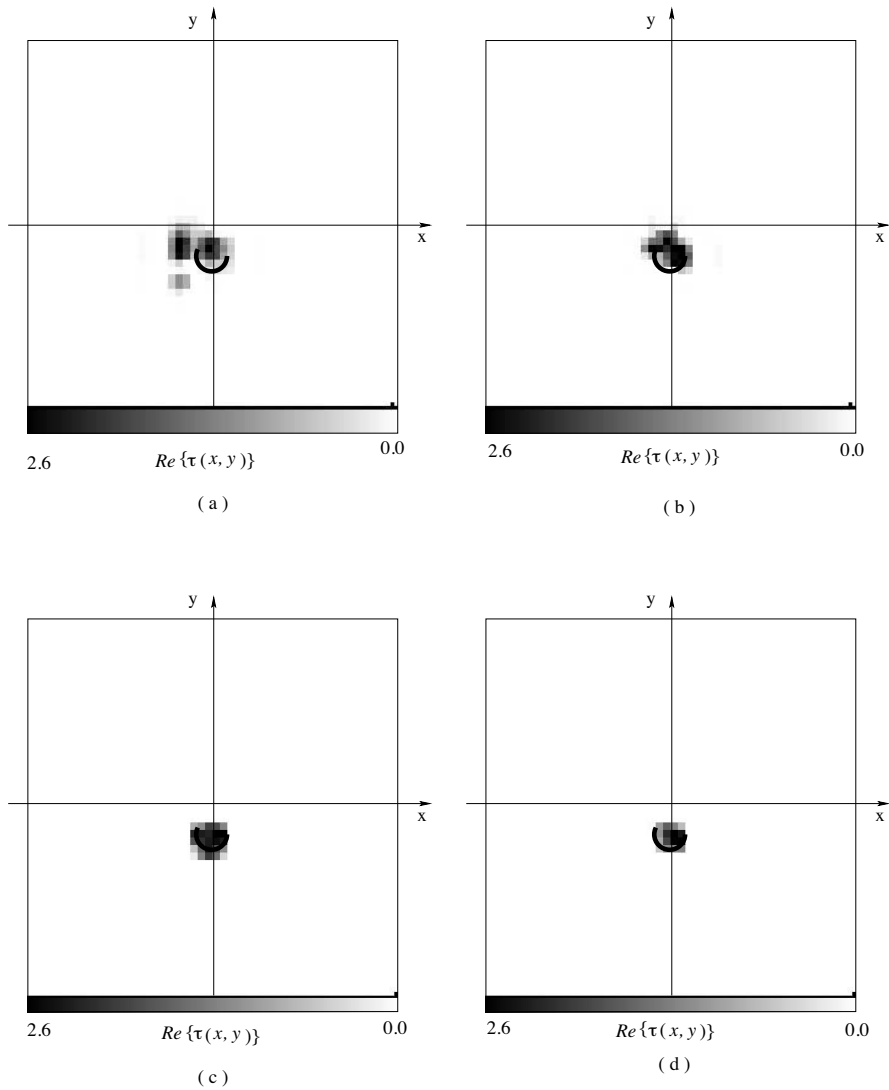 y
y
x
x
2.6
Re{τ(x, y)}
0.0
2.6
Re{τ(x, y)}
0.0
( a )
( b )
y
y
x
x
2.6
Re{τ(x, y)}
0.0
2.6
Re{τ(x, y)}
0.0
( c )
( d )